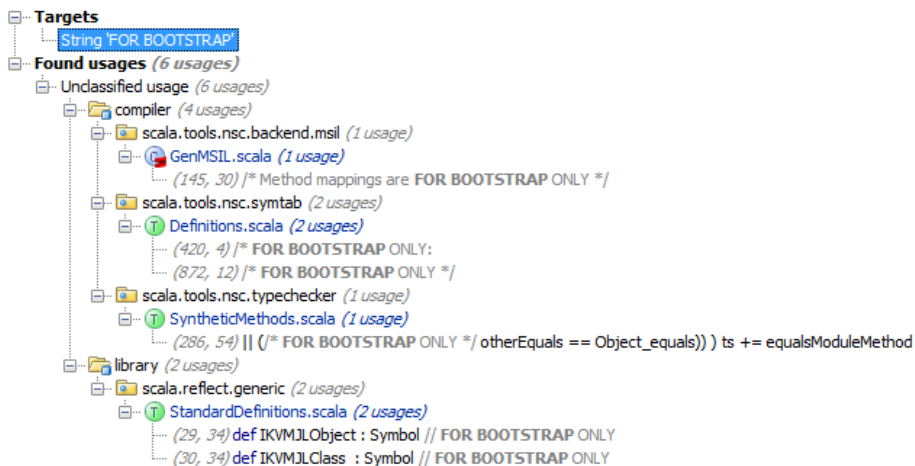 Targets
String 'FOR BOOTSTRAP'
Found usages (6 usages)
Unclassified usage (6 usages)
compiler (4 usages)
scala.tools.nsc.backend.msil (1 usage)
GenMSIL.scala (1 usage)
(145, 30) /* Method mappings are FOR BOOTSTRAP ONLY */
scala.tools.nsc.symtab (2 usages)
Definitions.scala (2 usages)
(420, 4) /* FOR BOOTSTRAP ONLY:
(872, 12) /* FOR BOOTSTRAP ONLY */
scala.tools.nsc.typechecker (1 usage)
SyntheticMethods.scala (1 usage)
(286, 54) || (/* FOR BOOTSTRAP ONLY */ otherEquals == Object_equals)) ) ts += equalsModuleMethod
library (2 usages)
scala.reflect.generic (2 usages)
StandardDefinitions.scala (2 usages)
(29, 34) def IKVMJLObject : Symbol // FOR BOOTSTRAP ONLY
(30, 34) def IKVMJLClass : Symbol // FOR BOOTSTRAP ONLY